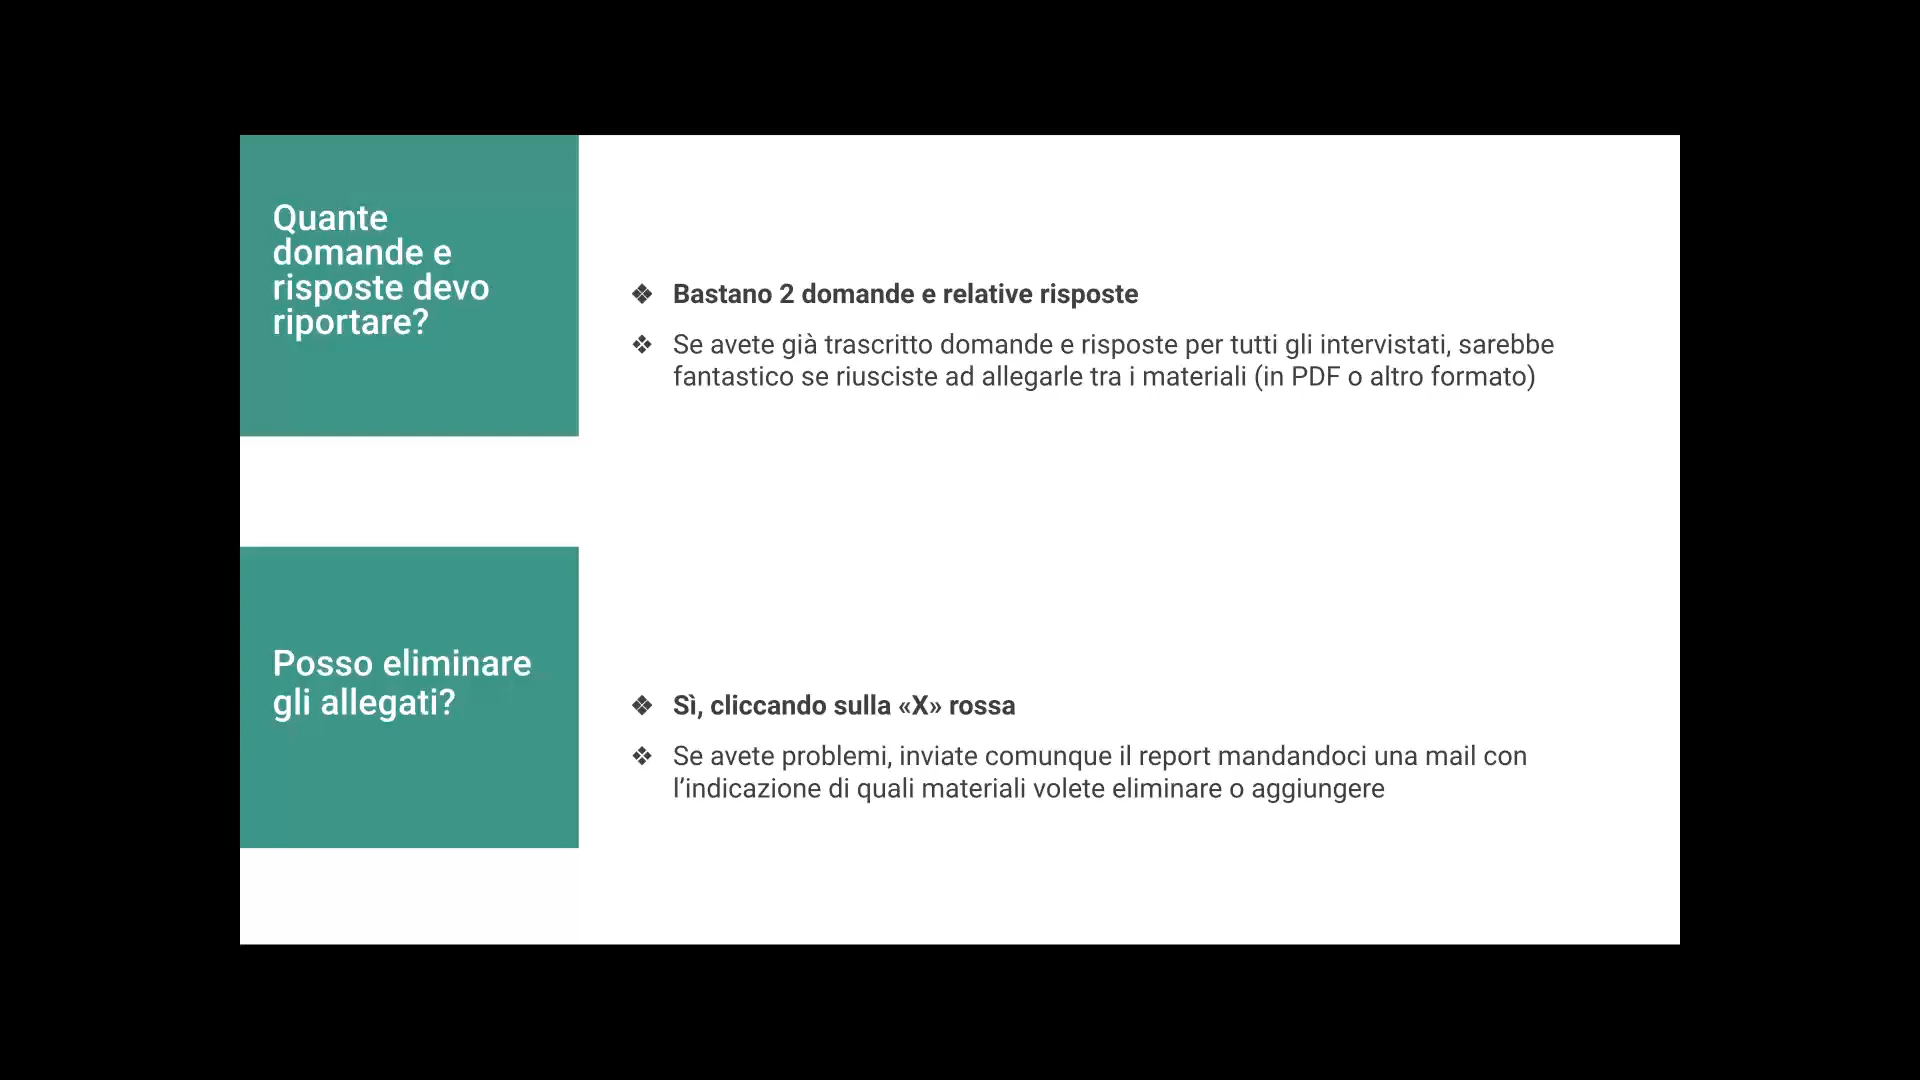 Quante
domande e
risposte devo
riportare?
❖ Bastano 2 domande e relative risposte
❖ Se avete già trascritto domande e risposte per tutti gli intervistati, sarebbe
fantastico se riusciste ad allegarle tra i materiali (in PDF o altro formato)
Posso eliminare
gli allegati?
❖ Sì, cliccando sulla «X» rossa
❖ Se avete problemi, inviate comunque il report mandandoci una mail con
l’indicazione di quali materiali volete eliminare o aggiungere